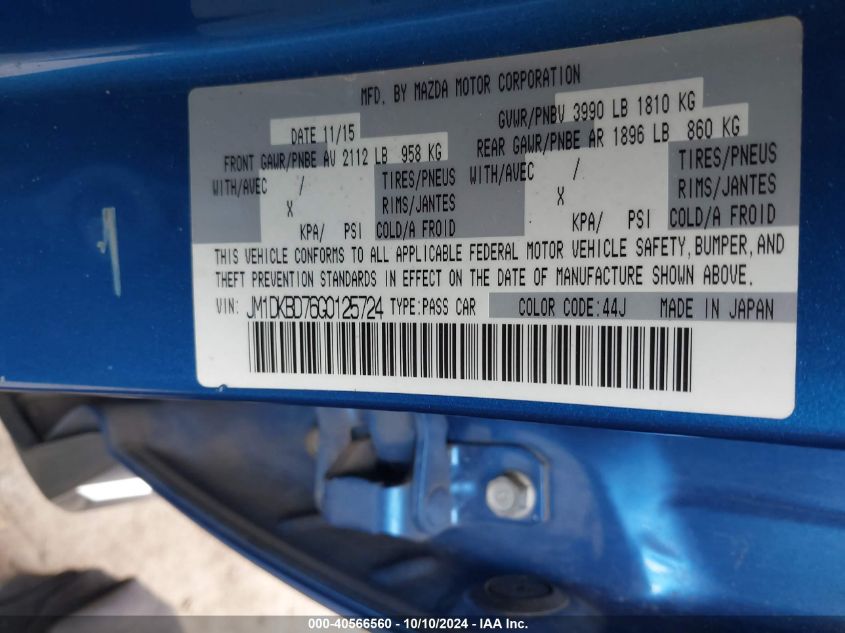 MFD. BY MAZDA MOTOR CORPORATION
DATE 11/15 GVWR/PNBV 3990 LB 1810 KG
FRONT GAWR/PNBE AV 2112 LB 958 KG REAR GAWR/PNBE AR 1896 LB 860 KG
WITH/AVEC / TIRES/PNEUS WITH/AVEC / TIRES/PNEUS
X RIMS/JANTES X RIMS/JANTES
KPA/ PSI COLD/A FROID KPA/ PSI COLD/A FROID
THIS VEHICLE CONFORMS TO ALL APPLICABLE FEDERAL MOTOR VEHICLE SAFETY, BUMPER, AND
THEFT PREVENTION STANDARDS IN EFFECT ON THE DATE OF MANUFACTURE SHOWN ABOVE.
VIN: JM1DKBD76G0125724 TYPE:PASS CAR COLOR CODE:44J MADE IN JAPAN
000-40566560 - 10/10/2024 - IAA Inc.